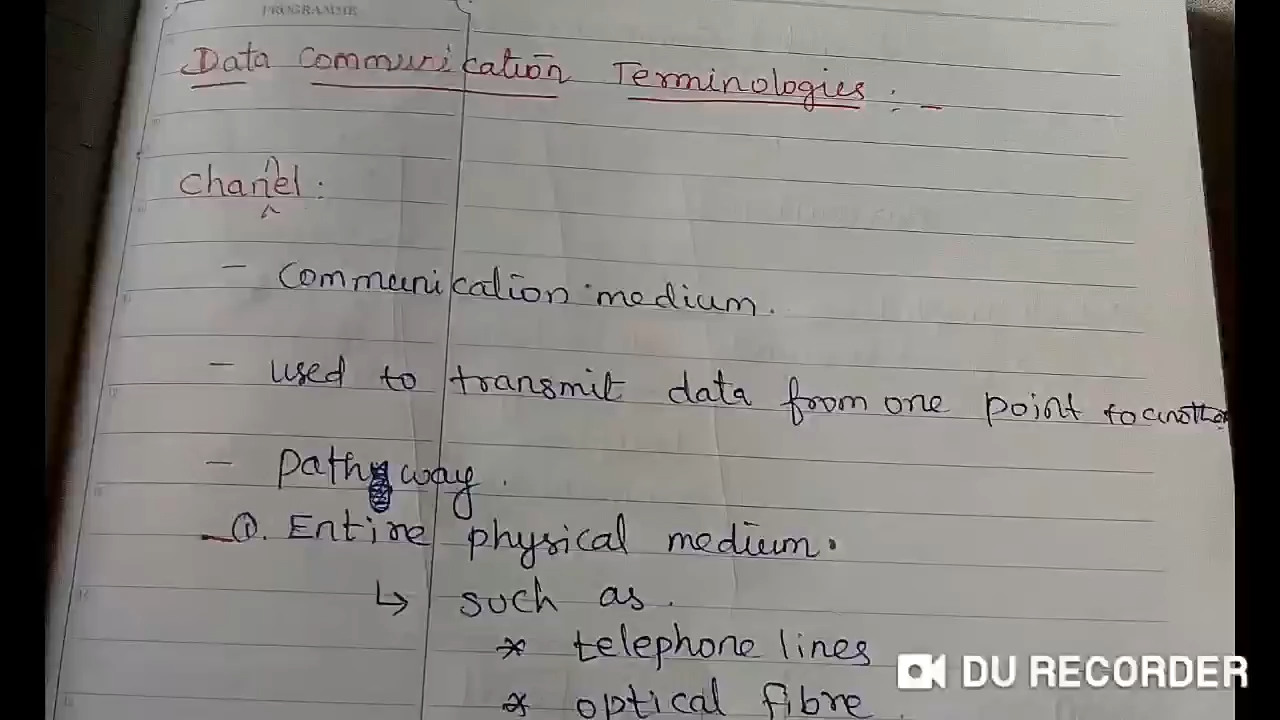 PROGRAMME
Data Communication Terminologies :-
Channel :
- Communication medium.
- used to transmit data from one point to another
- Pathway.
①. Entire physical medium.
↳ such as.
* telephone lines
* optical fibre.
DU RECORDER